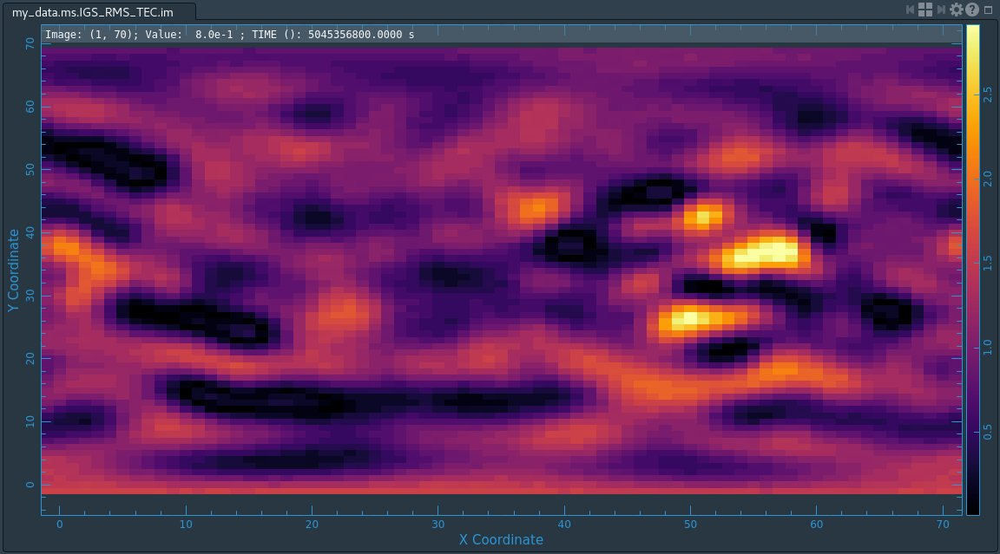 my_data.ms.IGS_RMS_TEC.im
?
Image: (1, 70); Value:  8.0e-1 ; TIME (): 5045356800.0000 s
70
60
50
40
30
20
10
0
Y Coordinate
0 10 20 30 40 50 60 70
X Coordinate
2.5
2.0
1.5
1.0
0.5